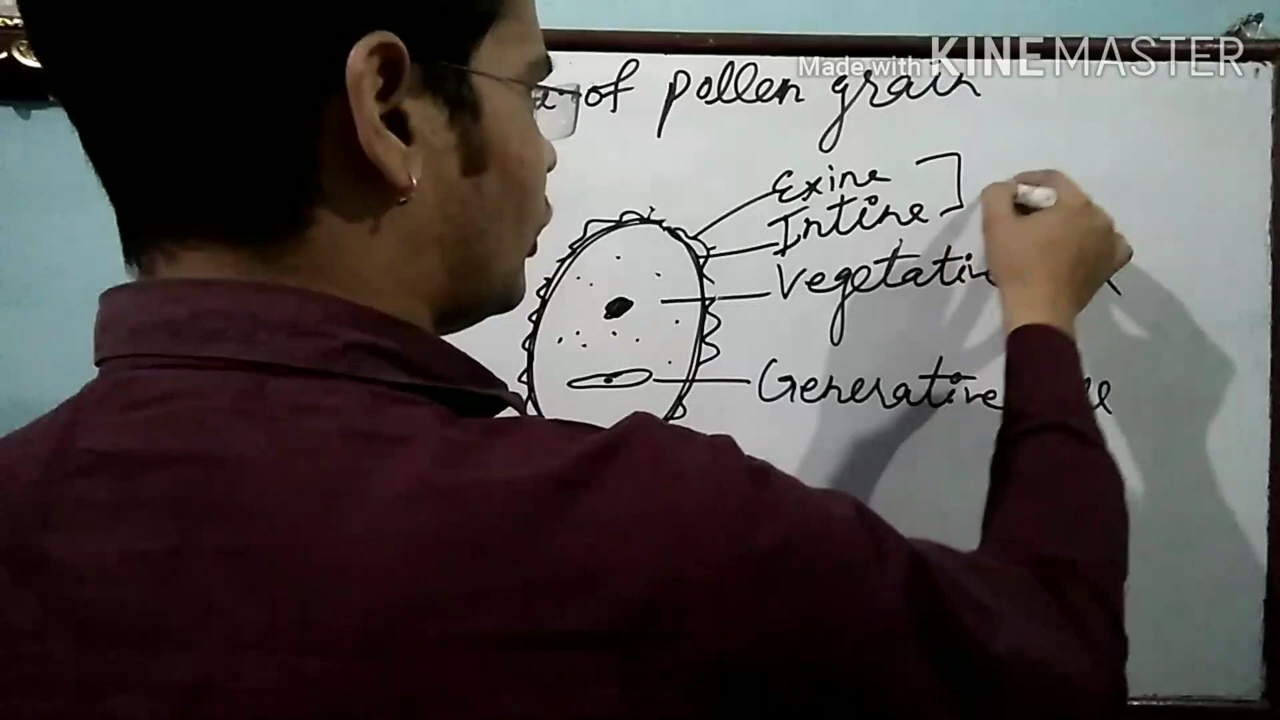 Made with KINEMASTER
of pollen grain
Exine
Intine
Generative